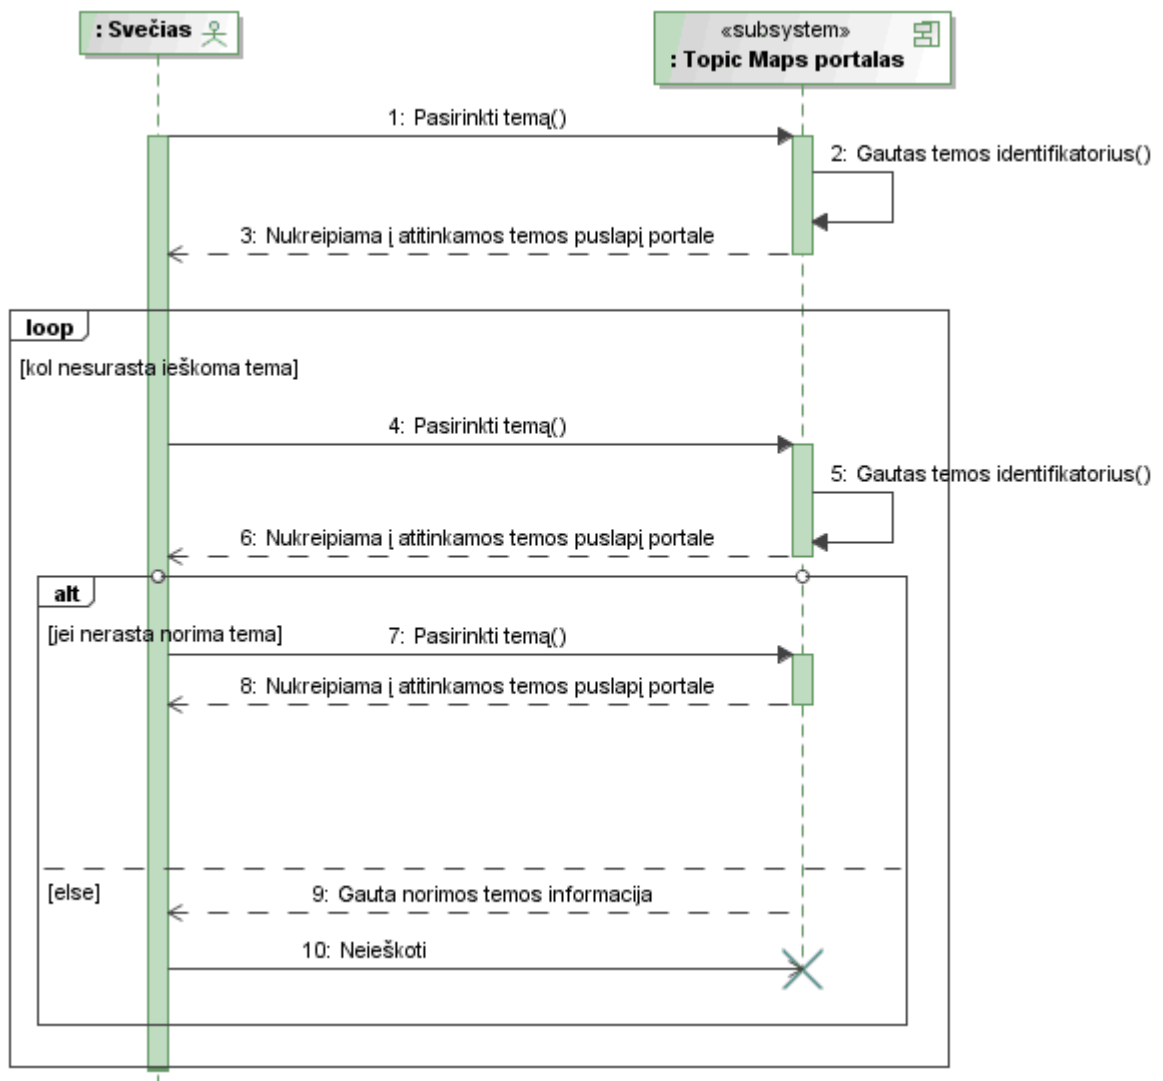 : Svečias
«subsystem»
: Topic Maps portalas
1: Pasirinkti temą()
2: Gautas temos identifikatorius()
3: Nukreipiama į atitinkamos temos puslapį portale
loop
[kol nesurasta ieškoma tema]
4: Pasirinkti temą()
5: Gautas temos identifikatorius()
6: Nukreipiama į atitinkamos temos puslapį portale
alt
[jei nerasta norima tema]
7: Pasirinkti temą()
8: Nukreipiama į atitinkamos temos puslapį portale
[else]
9: Gauta norimos temos informacija
10: Neieškoti